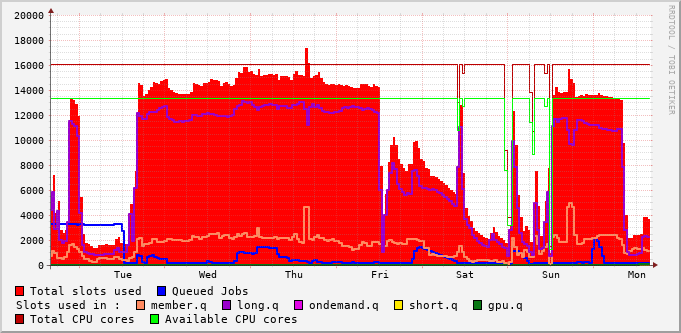 20000
18000
16000
14000
12000
10000
8000
6000
4000
2000
0
Tue Wed Thu Fri Sat Sun Mon
RRDTOOL / TOBI OETIKER
Total slots used Queued Jobs
Slots used in : member.q long.q ondemand.q short.q gpu.q
Total CPU cores Available CPU cores